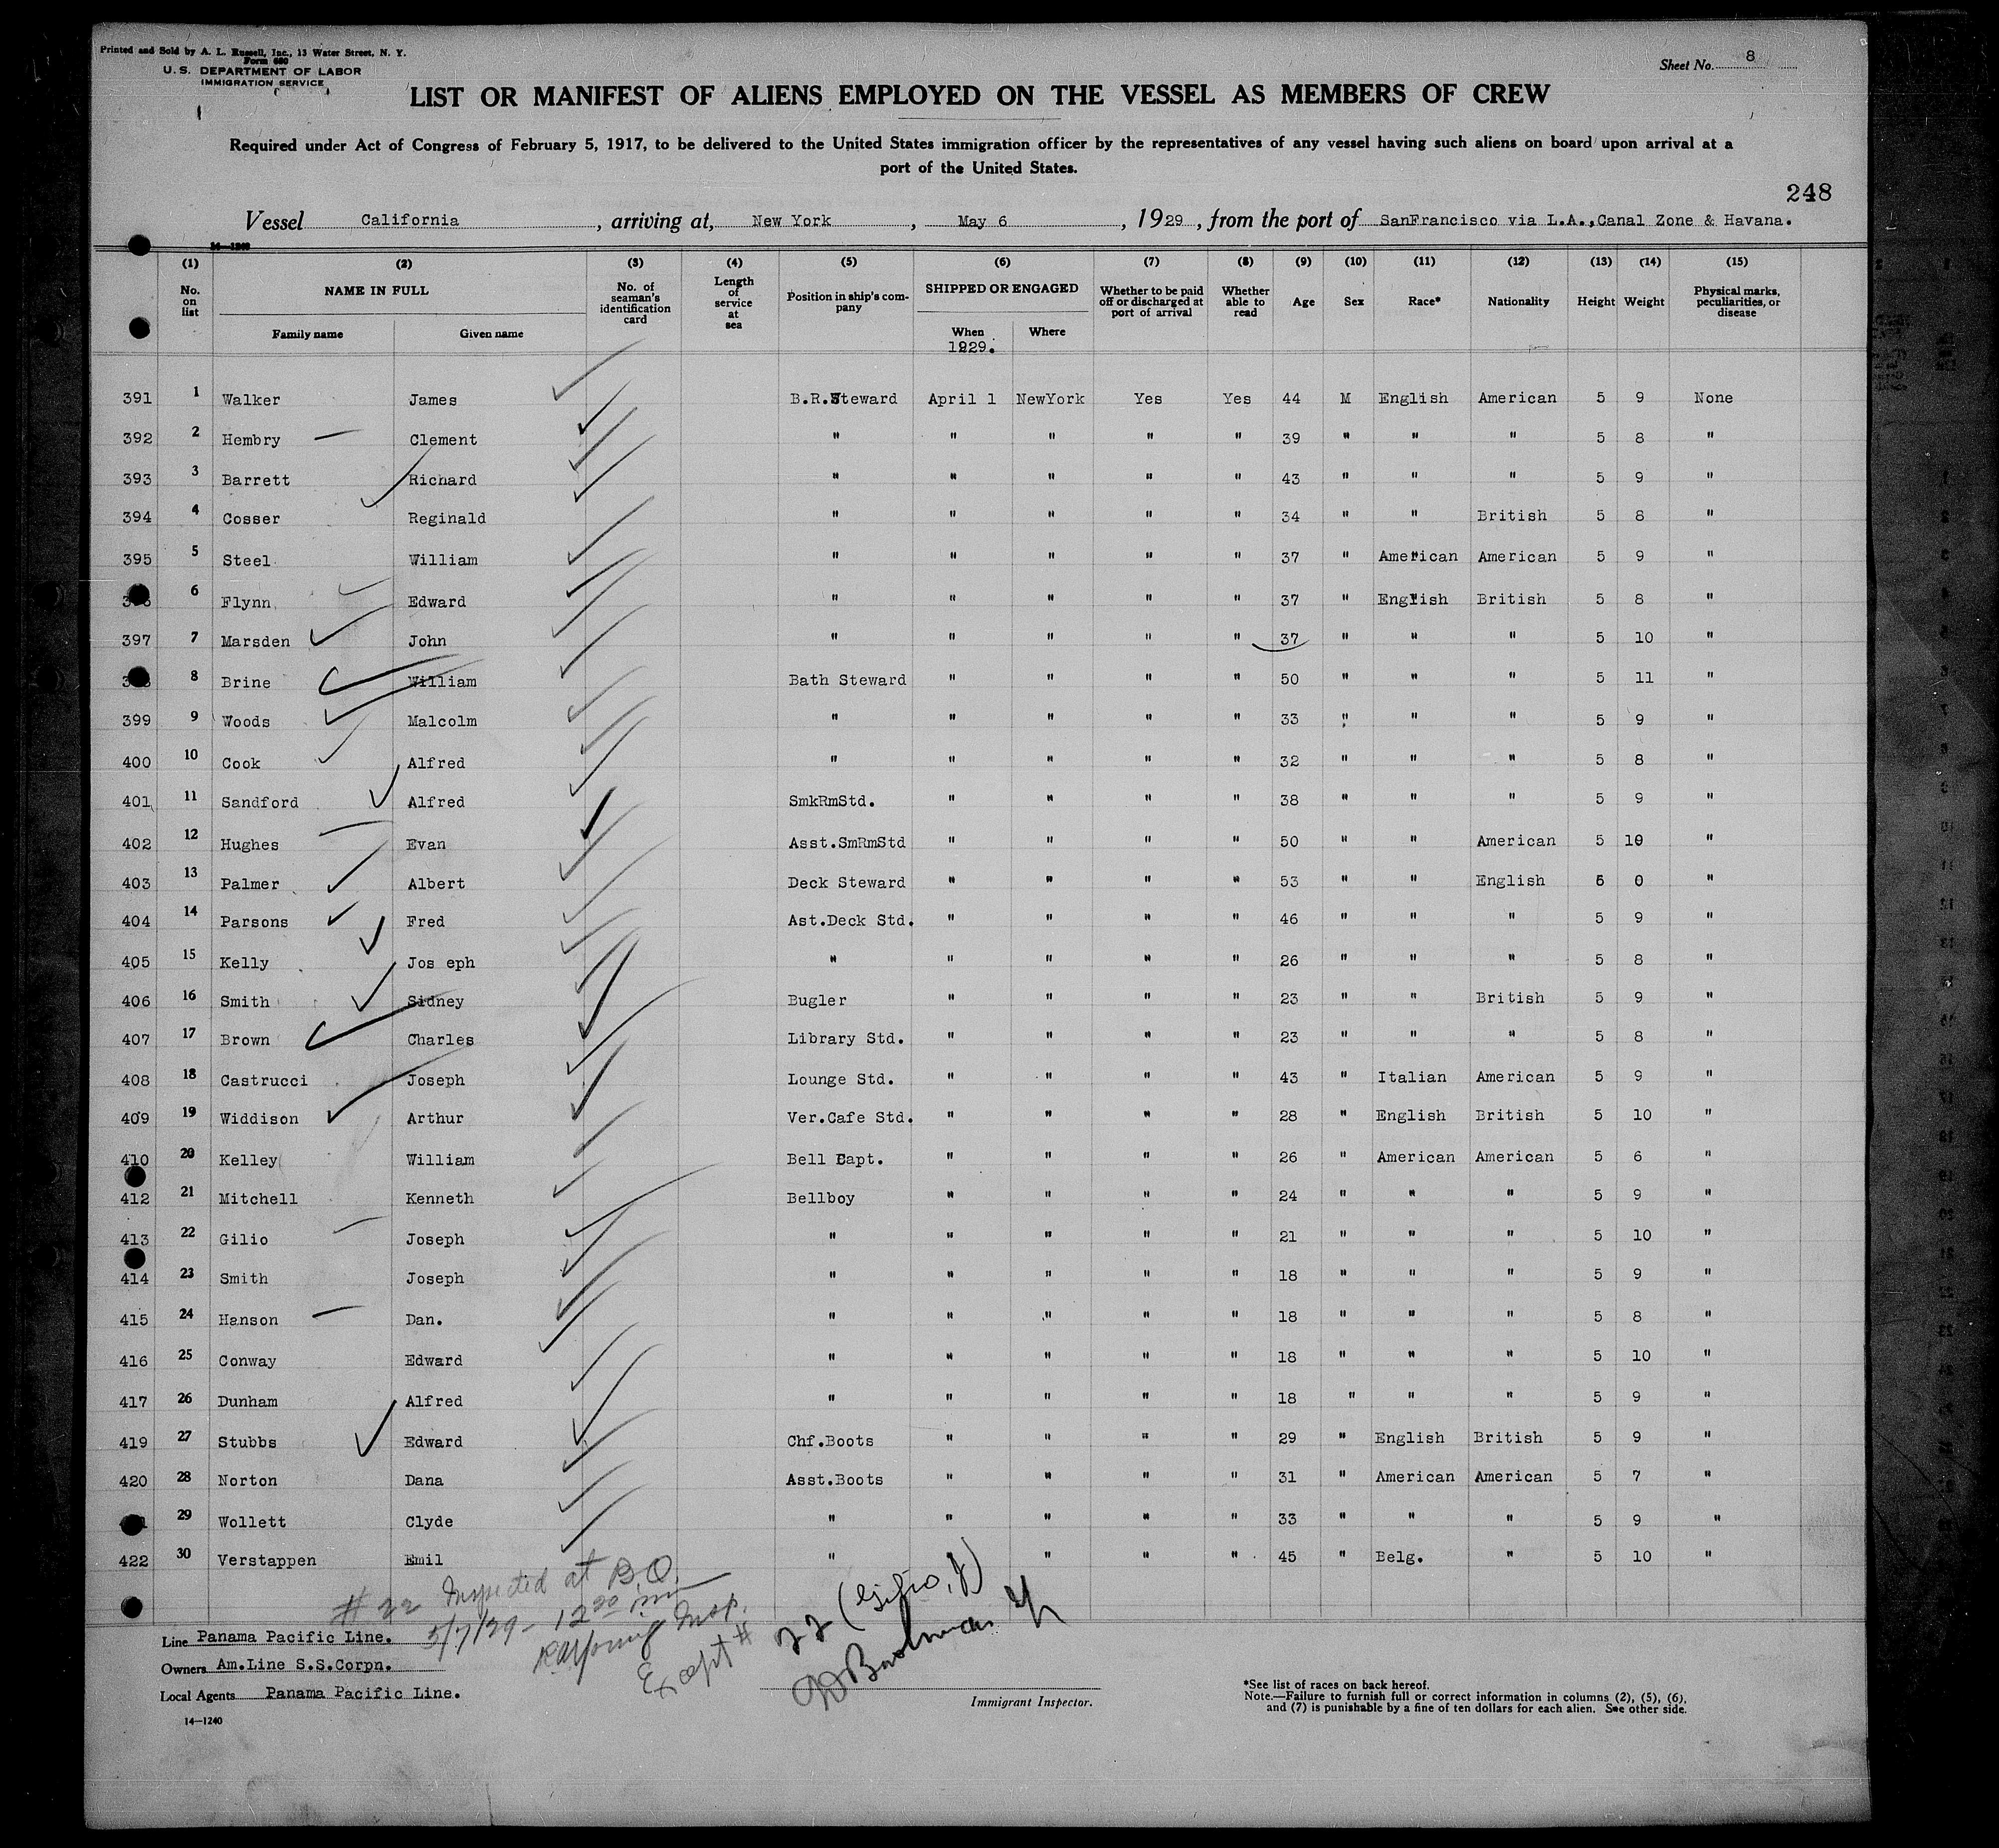 Printed and Sold by A. L. Russell, Inc., 13 Water Street, N. Y.
Form 680
U. S. DEPARTMENT OF LABOR
IMMIGRATION SERVICE
Sheet No. 8
LIST OR MANIFEST OF ALIENS EMPLOYED ON THE VESSEL AS MEMBERS OF CREW
Required under Act of Congress of February 5, 1917, to be delivered to the United States immigration officer by the representatives of any vessel having such aliens on board upon arrival at a
port of the United States.
248
Vessel California, arriving at, New York, May 6, 1929, from the port of SanFrancisco via L.A.,Canal Zone & Havana.
14-1240
(1) (2) (3) (4) (5) (6) (7) (8) (9) (10) (11) (12) (13) (14) (15)
No. on list NAME IN FULL No. of seaman's identification card Length of service at sea Position in ship's company SHIPPED OR ENGAGED Whether to be paid off or discharged at port of arrival Whether able to read Age Sex Race* Nationality Height Weight Physical marks, peculiarities, or disease
Family name Given name When Where
1929.
391 1 Walker James B.R.Steward April 1 NewYork Yes Yes 44 M English American 5 9 None
392 2 Hembry Clement " " " " " 39 " " " 5 8 "
393 3 Barrett Richard " " " " " 43 " " " 5 9 "
394 4 Cosser Reginald " " " " " 34 " " British 5 8 "
395 5 Steel William " " " " " 37 " American American 5 9 "
6 Flynn Edward " " " " " 37 " English British 5 8 "
397 7 Marsden John " " " " " 37 " " " 5 10 "
8 Brine William Bath Steward " " " " 50 " " " 5 11 "
399 9 Woods Malcolm " " " " " 33 " " " 5 9 "
400 10 Cook Alfred " " " " " 32 " " " 5 8 "
401 11 Sandford Alfred SmkRmStd. " " " " 38 " " " 5 9 "
402 12 Hughes Evan Asst.SmRmStd " " " " 50 " " American 5 10 "
403 13 Palmer Albert Deck Steward " " " " 53 " " English 6 0 "
404 14 Parsons Fred Ast.Deck Std. " " " " 46 " " " 5 9 "
405 15 Kelly Jos eph " " " " " 26 " " " 5 8 "
406 16 Smith Sidney Bugler " " " " 23 " " British 5 9 "
407 17 Brown Charles Library Std. " " " " 23 " " " 5 8 "
408 18 Castrucci Joseph Lounge Std. " " " " 43 " Italian American 5 9 "
409 19 Widdison Arthur Ver.Cafe Std. " " " " 28 " English British 5 10 "
410 20 Kelley William Bell Capt. " " " " 26 " American American 5 6 "
412 21 Mitchell Kenneth Bellboy " " " " 24 " " " 5 9 "
413 22 Gilio Joseph " " " " " 21 " " " 5 10 "
414 23 Smith Joseph " " " " " 18 " " " 5 9 "
415 24 Hanson Dan. " " " " " 18 " " " 5 8 "
416 25 Conway Edward " " " " " 18 " " " 5 10 "
417 26 Dunham Alfred " " " " " 18 " " " 5 9 "
419 27 Stubbs Edward Chf.Boots " " " " 29 " English British 5 9 "
420 28 Norton Dana Asst.Boots " " " " 31 " American American 5 7 "
29 Wollett Clyde " " " " " 33 " " " 5 9 "
422 30 Verstappen Emil " " " " " 45 " Belg. " 5 10 "
# 22 Inspected at B.O.
5/7/29 - 12 20 pm
Insp.
Except # 22 (Gilio, J)
Line Panama Pacific Line.
Owners Am.Line S.S.Corpn.
Local Agents Panama Pacific Line.
14—1240
Immigrant Inspector.
*See list of races on back hereof.
Note.—Failure to furnish full or correct information in columns (2), (5), (6),
and (7) is punishable by a fine of ten dollars for each alien. See other side.